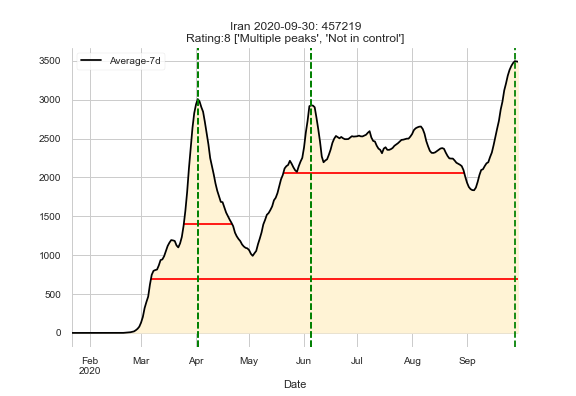 Iran 2020-09-30: 457219
Rating:8 ['Multiple peaks', 'Not in control']
Average-7d
3500
3000
2500
2000
1500
1000
500
0
Feb Mar Apr May Jun Jul Aug Sep
2020
Date